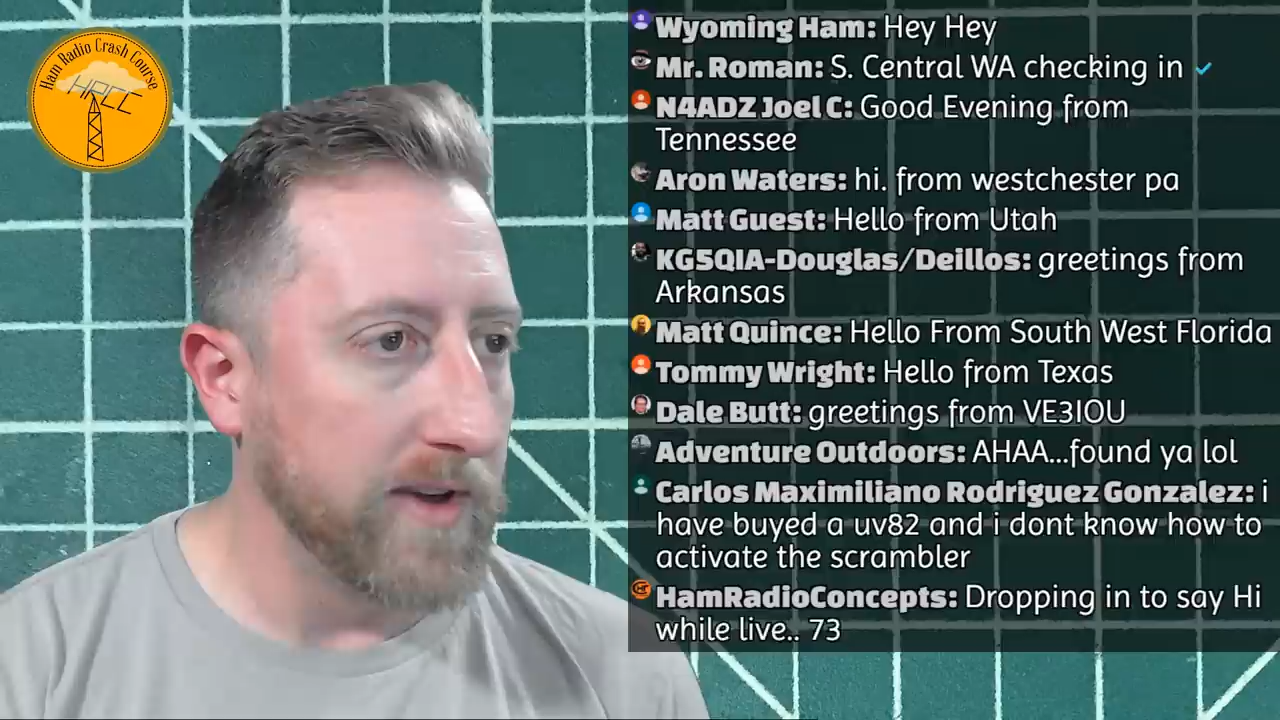 Ham Radio Crash Course
HRCC
Wyoming Ham: Hey Hey
Mr. Roman: S. Central WA checking in
N4ADZ Joel C: Good Evening from
Tennessee
Aron Waters: hi. from westchester pa
Matt Guest: Hello from Utah
KG5QIA-Douglas/Deillos: greetings from
Arkansas
Matt Quince: Hello From South West Florida
Tommy Wright: Hello from Texas
Dale Butt: greetings from VE3IOU
Adventure Outdoors: AHAA...found ya lol
Carlos Maximiliano Rodriguez Gonzalez: i
have buyed a uv82 and i dont know how to
activate the scrambler
HamRadioConcepts: Dropping in to say Hi
while live.. 73